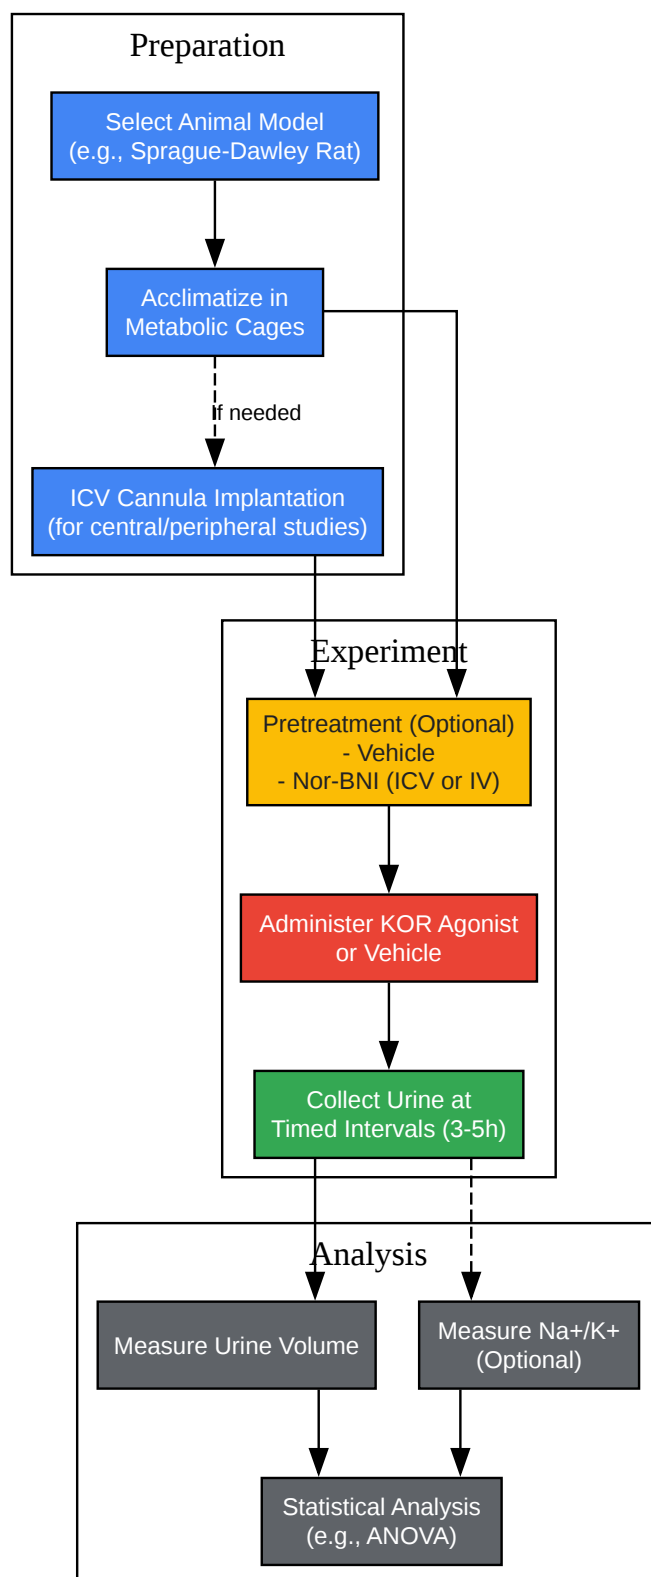 Preparation
Select Animal Model
(e.g., Sprague-Dawley Rat)
Acclimatize in
Metabolic Cages
If needed
ICV Cannula Implantation
(for central/peripheral studies)
Experiment
Pretreatment (Optional)
- Vehicle
- Nor-BNI (ICV or IV)
Administer KOR Agonist
or Vehicle
Collect Urine at
Timed Intervals (3-5h)
Analysis
Measure Urine Volume
Measure Na+/K+
(Optional)
Statistical Analysis
(e.g., ANOVA)